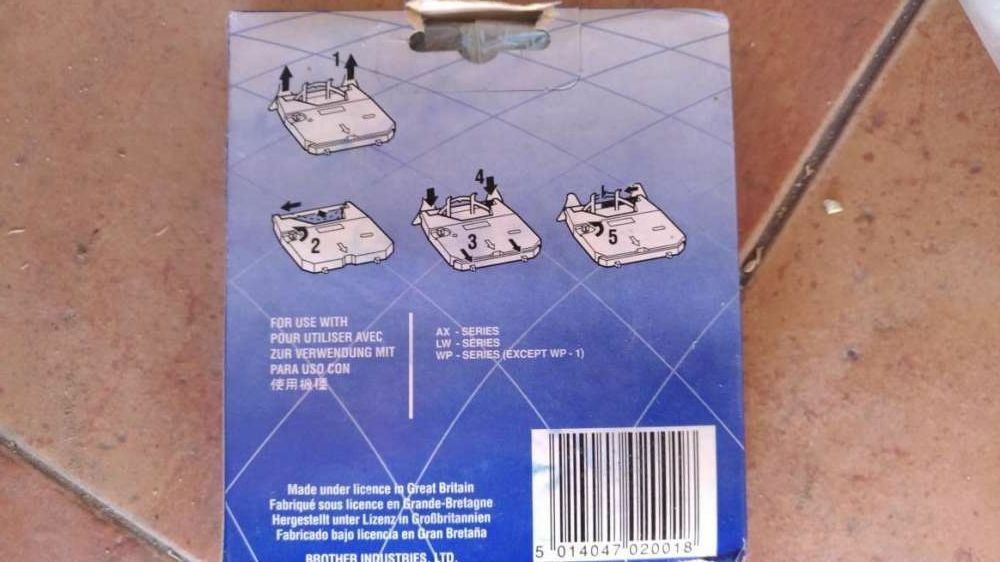 1
2
3
4
5
FOR USE WITH
POUR UTILISER AVEC
ZUR VERWENDUNG MIT
PARA USO CON
使用機種
AX - SERIES
LW - SERIES
WP - SERIES (EXCEPT WP - 1)
Made under licence in Great Britain
Fabriqué sous licence en Grande-Bretagne
Hergestellt unter Lizenz in Großbritannien
Fabricado bajo licencia en Gran Bretaña
BROTHER INDUSTRIES, LTD.
5 014047 020018